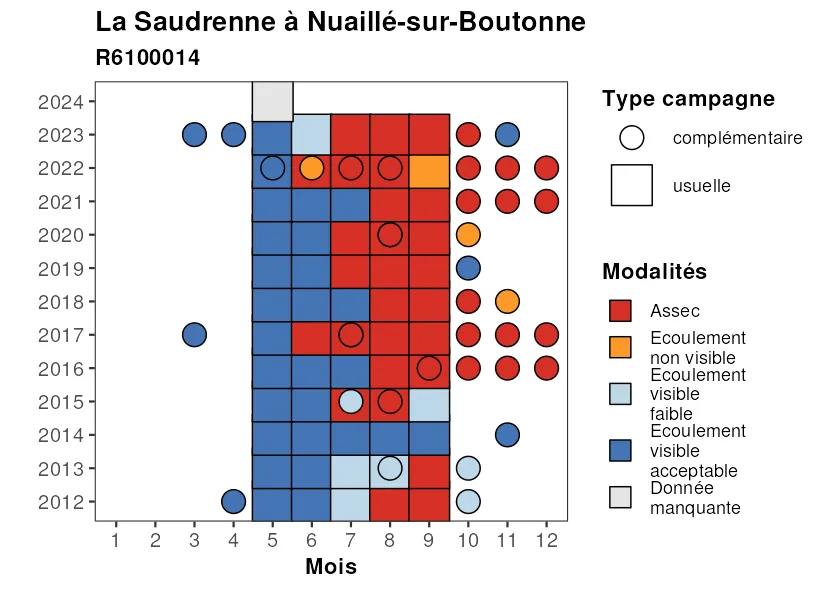 La Saudrenne à Nuaillé-sur-Boutonne
R6100014
2024
2023
2022
2021
2020
2019
2018
2017
2016
2015
2014
2013
2012
1 2 3 4 5 6 7 8 9 10 11 12
Mois
Type campagne
complémentaire
usuelle
Modalités
Assec
Ecoulement
non visible
Ecoulement
visible
faible
Ecoulement
visible
acceptable
Donnée
manquante